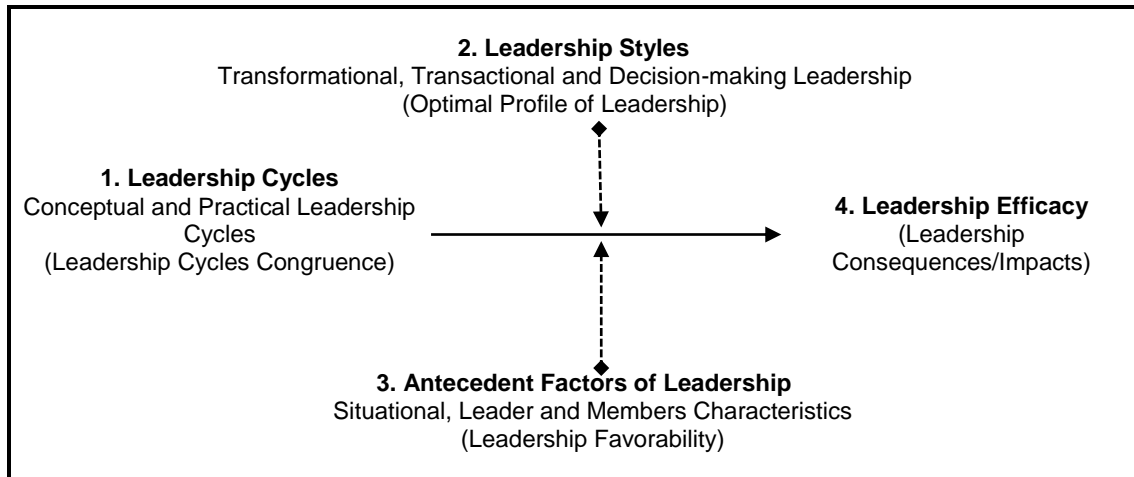 2. Leadership Styles
Transformational, Transactional and Decision-making Leadership
(Optimal Profile of Leadership)
1. Leadership Cycles
Conceptual and Practical Leadership
Cycles
(Leadership Cycles Congruence)
4. Leadership Efficacy
(Leadership
Consequences/Impacts)
3. Antecedent Factors of Leadership
Situational, Leader and Members Characteristics
(Leadership Favorability)